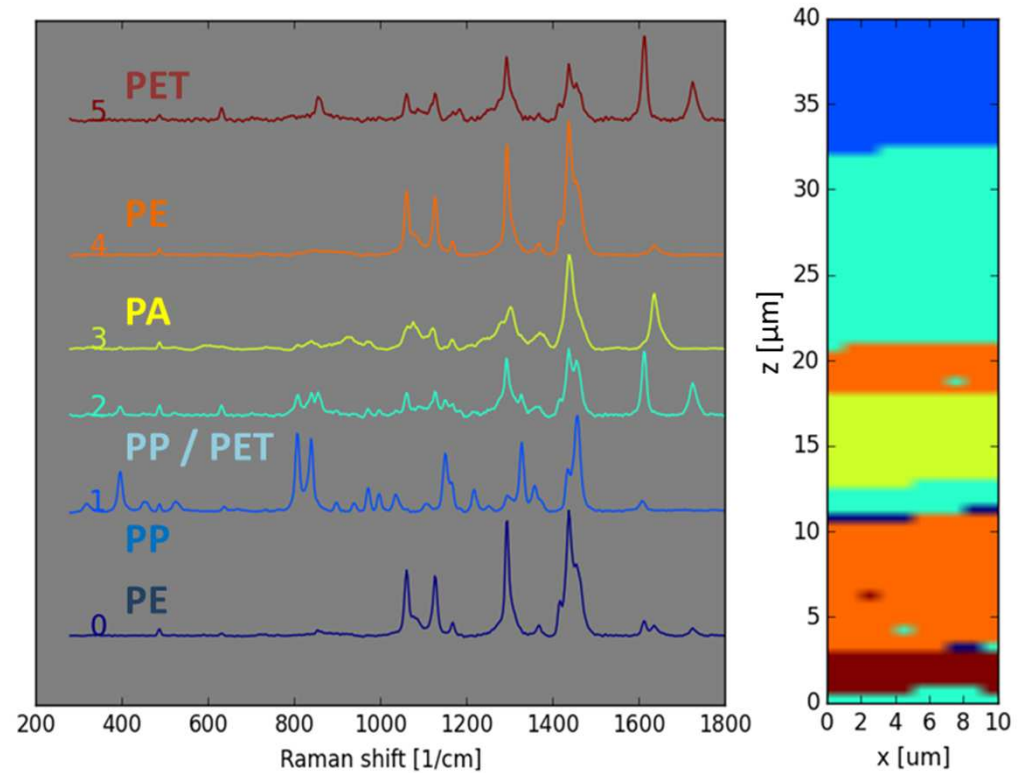 PET
5
PE
4
PA
3
2
PP / PET
1
PP
PE
0
200 400 600 800 1000 1200 1400 1600 1800
Raman shift [1/cm]
40
35
30
25
20
15
10
5
0
z [μm]
0 2 4 6 8 10
x [um]